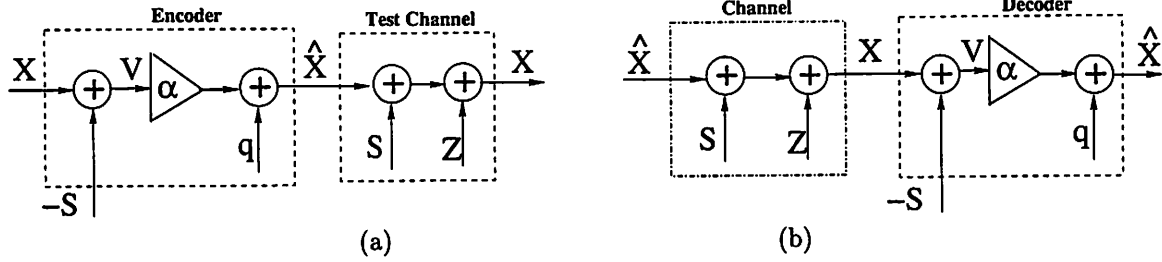 Encoder
Test Channel
X
V
α
X̂
X
+
+
+
+
q
S
Z
−S
(a)
Channel
Decoder
X̂
X
V
α
X̂
+
+
+
+
S
Z
q
−S
(b)